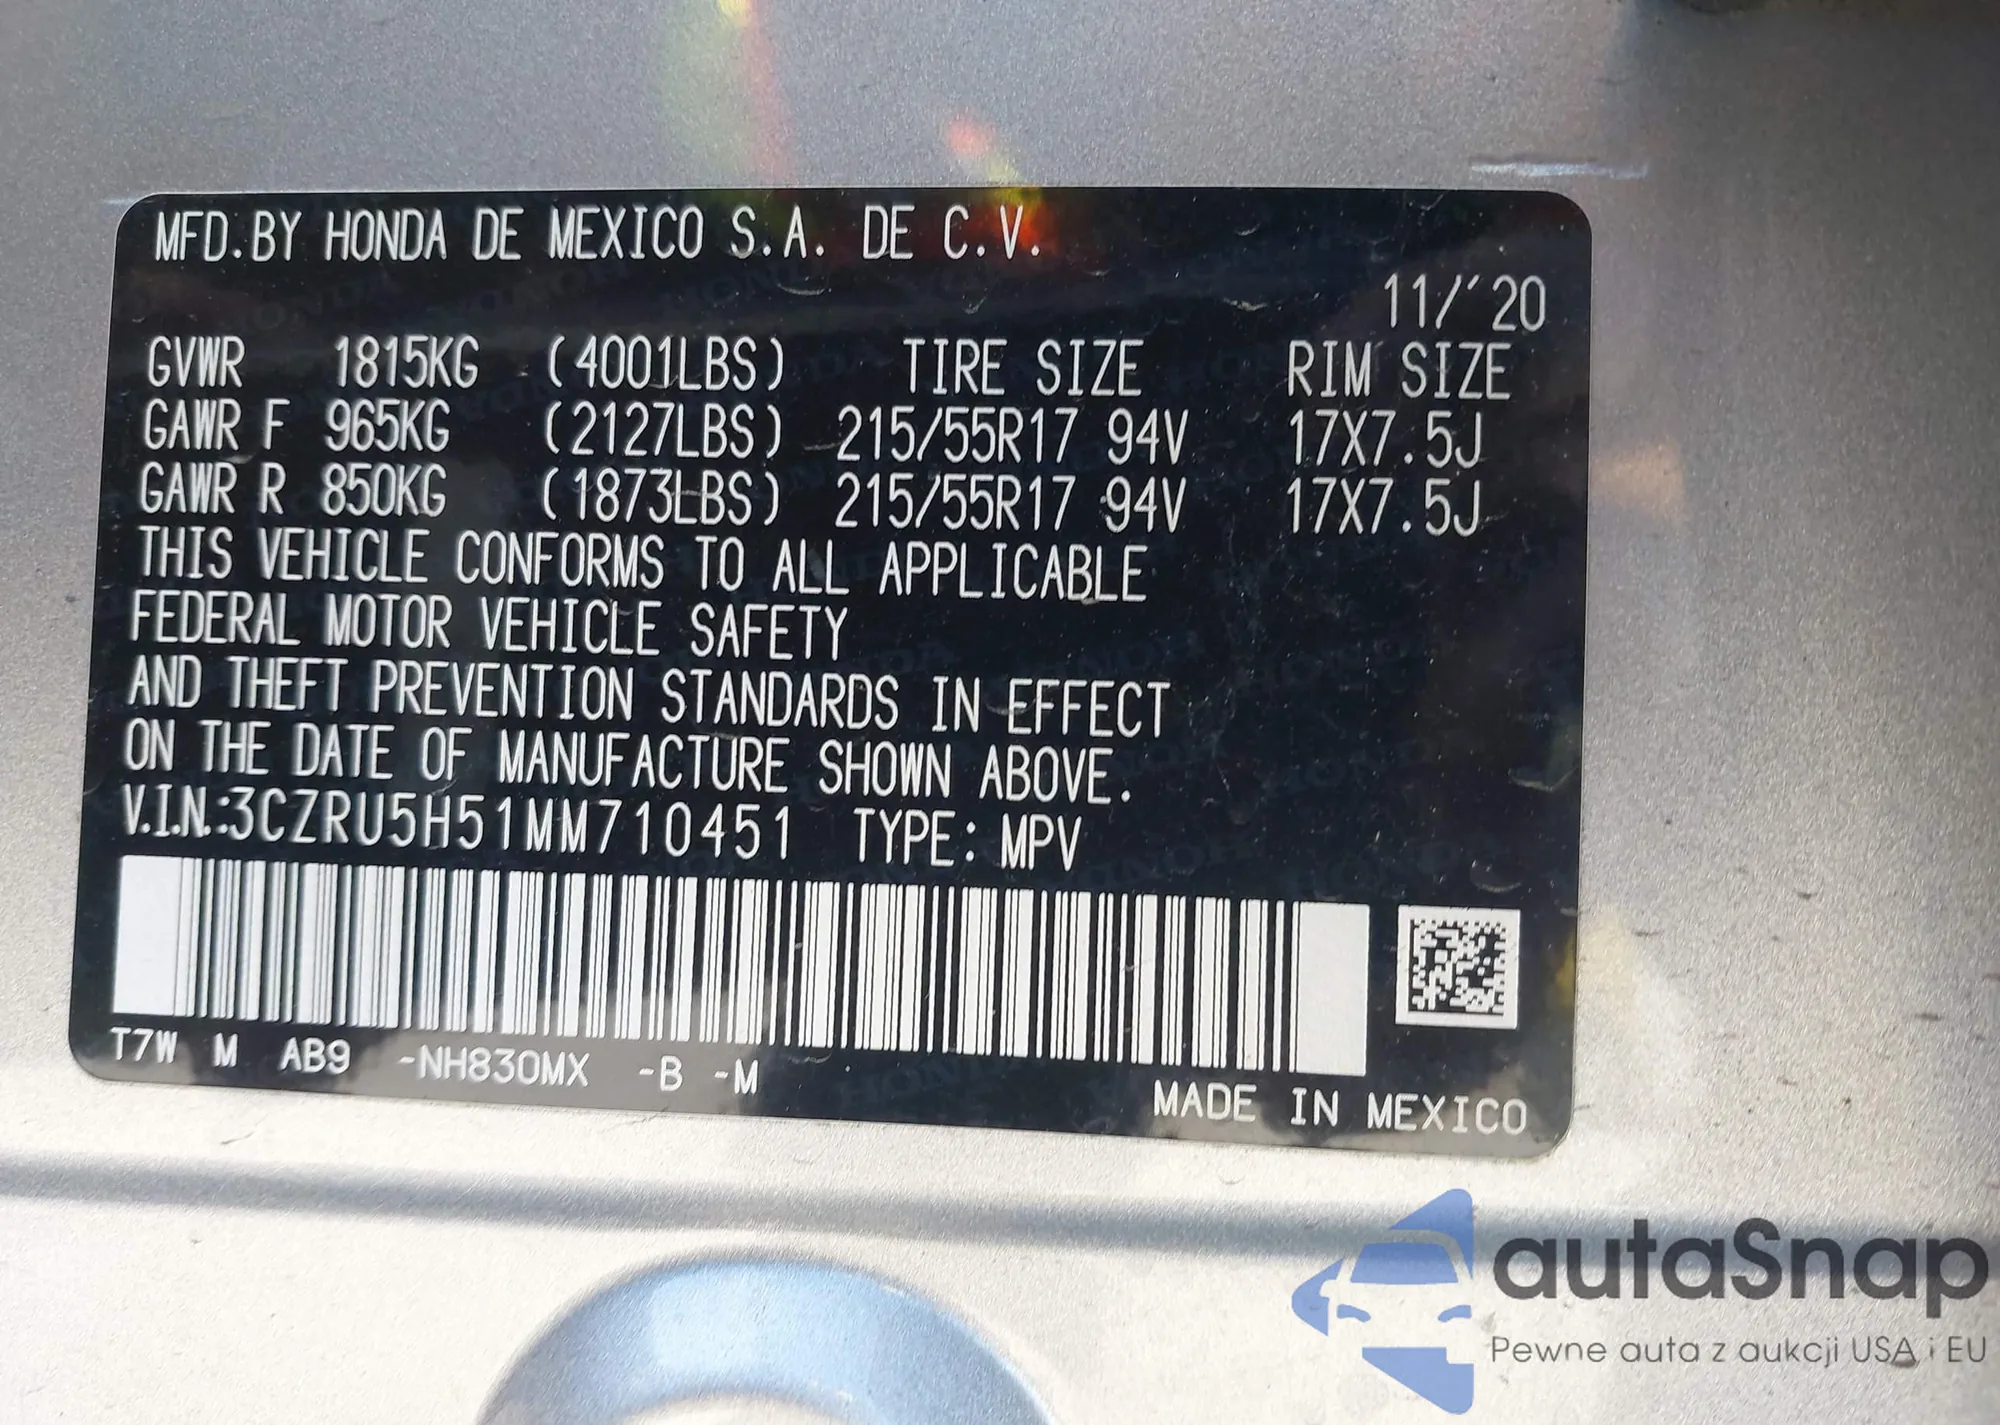 MFD.BY HONDA DE MEXICO S.A. DE C.V.
11/'20
GVWR 1815KG (4001LBS) TIRE SIZE RIM SIZE
GAWR F 965KG (2127LBS) 215/55R17 94V 17X7.5J
GAWR R 850KG (1873LBS) 215/55R17 94V 17X7.5J
THIS VEHICLE CONFORMS TO ALL APPLICABLE
FEDERAL MOTOR VEHICLE SAFETY
AND THEFT PREVENTION STANDARDS IN EFFECT
ON THE DATE OF MANUFACTURE SHOWN ABOVE.
V.I.N.:3CZRU5H51MM710451 TYPE: MPV
T7W M AB9 -NH830MX -B -M
MADE IN MEXICO
autaSnap
Pewne auta z aukcji USA i EU